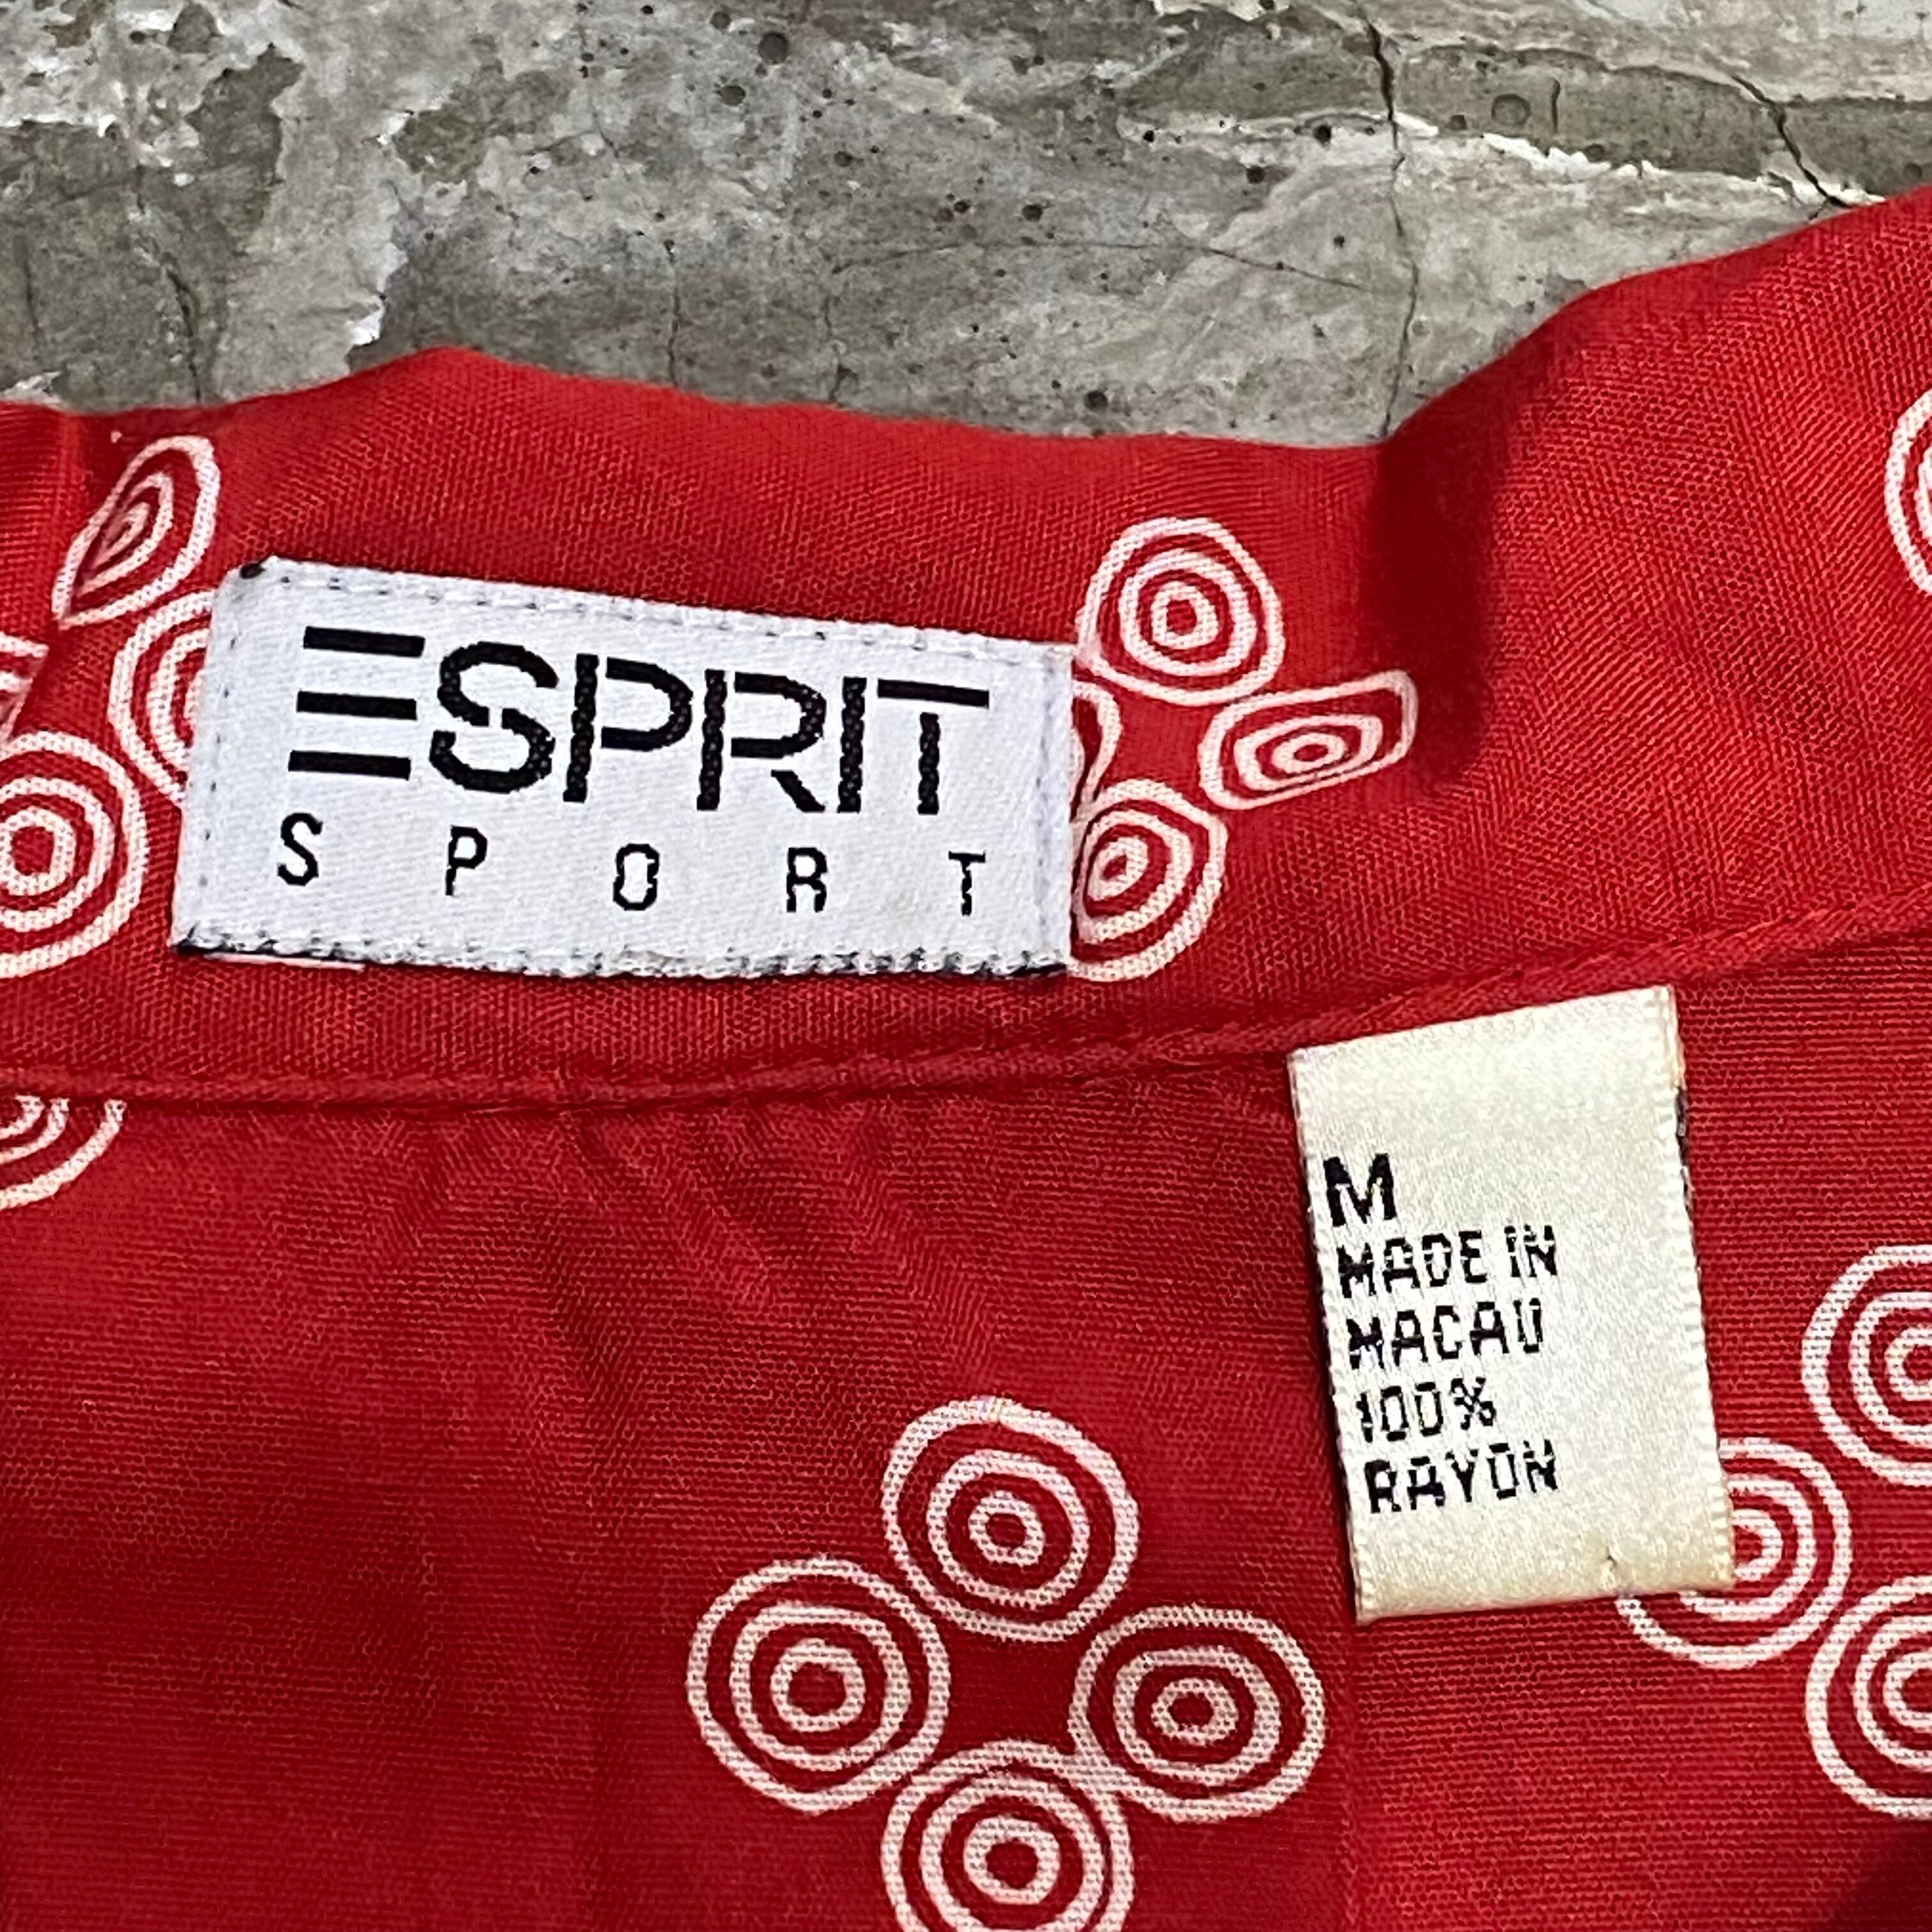 ESPRIT
SPORT
M
MADE IN
MACAU
100%
RAYON